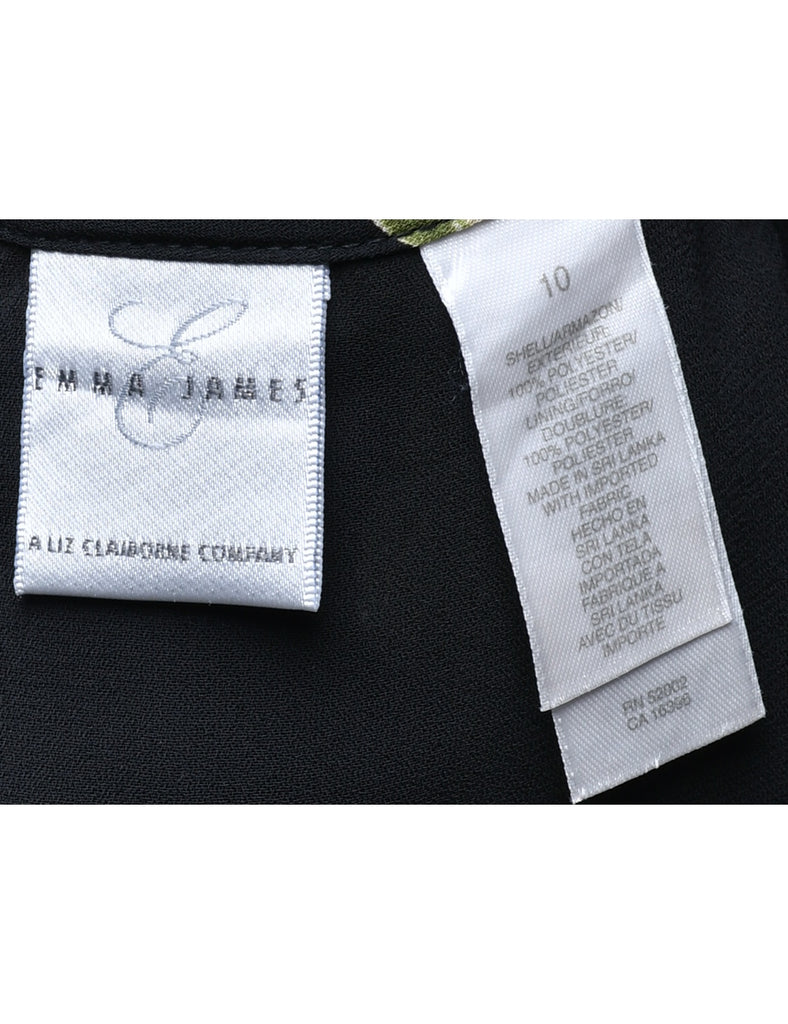 EMMA JAMES
A LIZ CLAIBORNE COMPANY
10
SHELL/ARMAZON/
EXTERIEUR:
100% POLYESTER/
POLIESTER
LINING/FORRO/
DOUBLURE
100% POLYESTER/
POLIESTER
MADE IN SRI LANKA
WITH IMPORTED
FABRIC
HECHO EN
SRI LANKA
CON TELA
IMPORTADA
FABRIQUE A
SRI LANKA
AVEC DU TISSU
IMPORTE
RN 52002
CA 16396